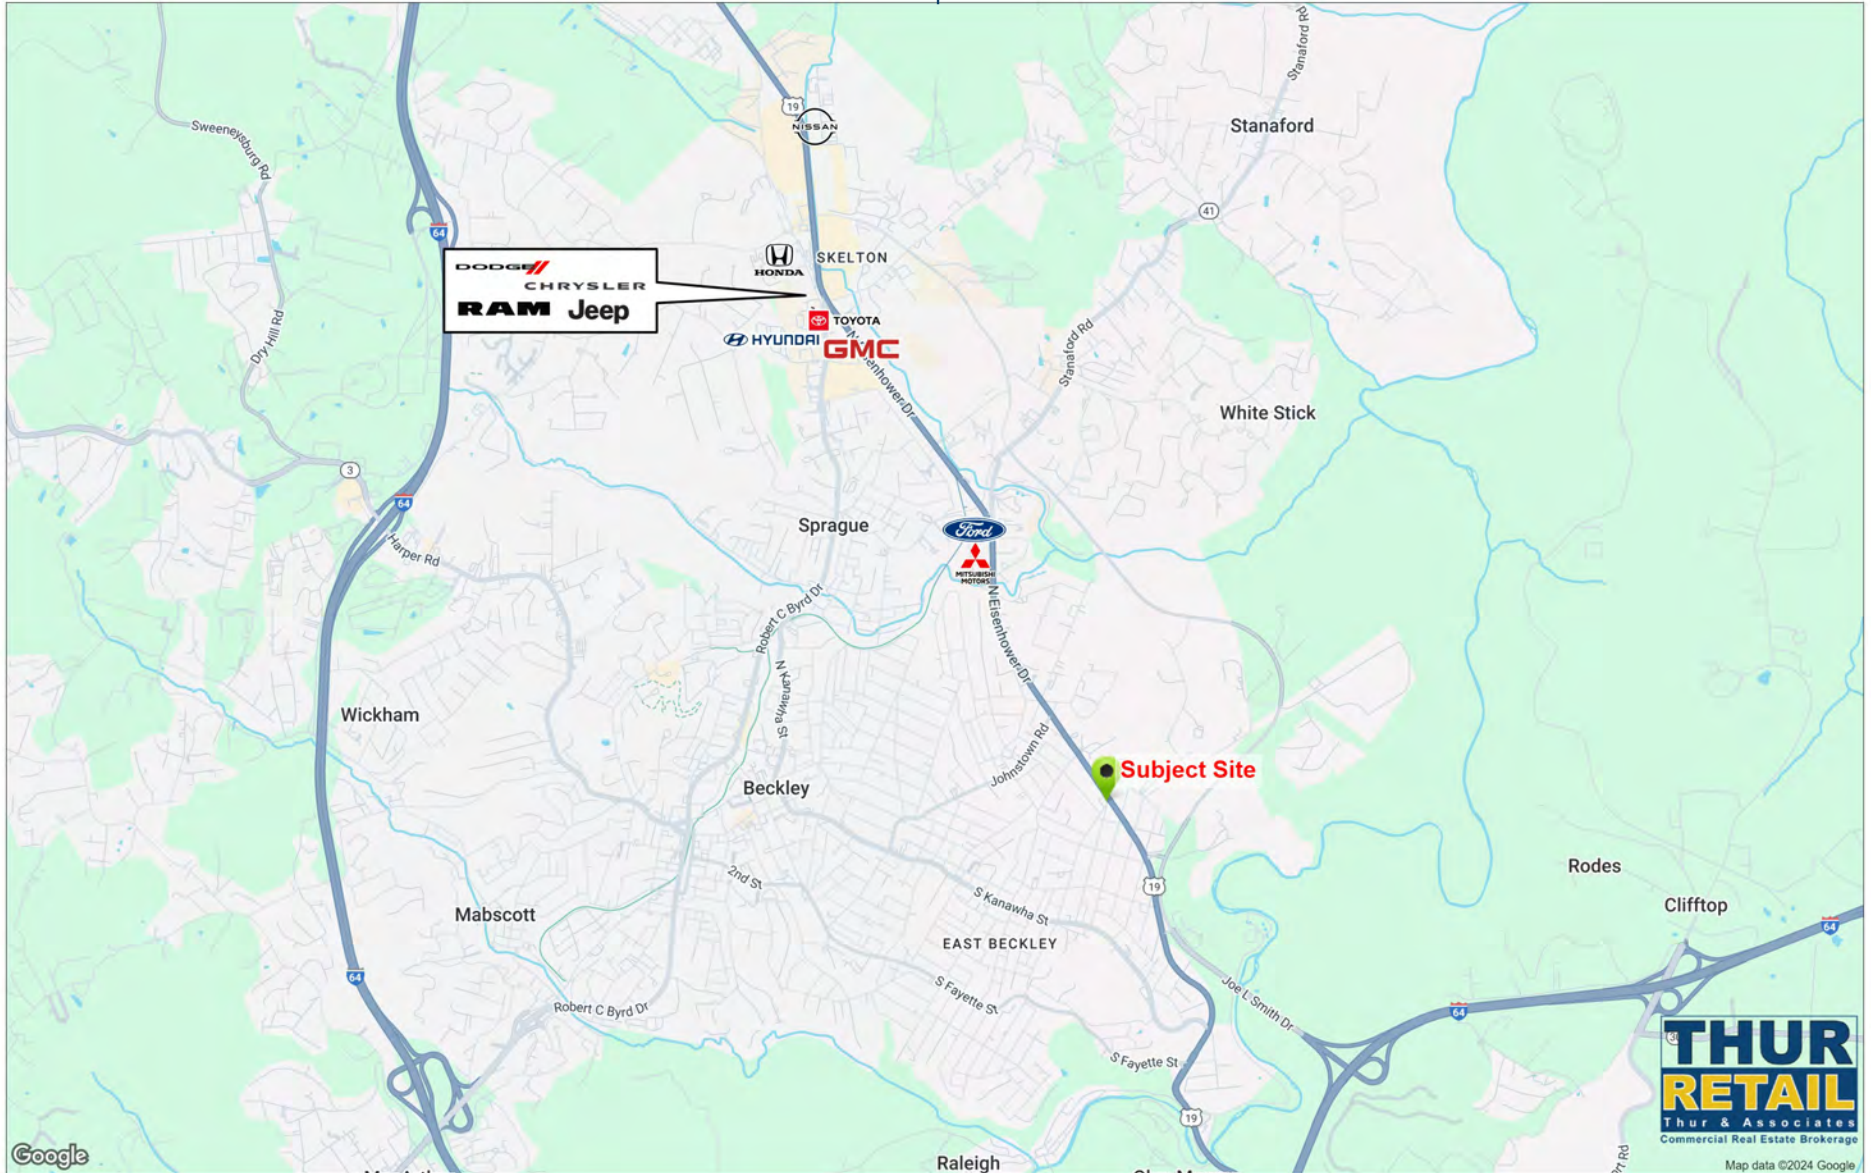 Stanaford Rd
19
NISSAN
Sweeneysburg Rd
Stanaford
41
64
DODGE
CHRYSLER
RAM Jeep
HONDA
SKELTON
TOYOTA
HYUNDAI
GMC
Dry Hill Rd
Stanaford Rd
Eisenhower Dr
White Stick
3
64
Harper Rd
Sprague
Ford
MITSUBISHI
MOTORS
Robert C Byrd Dr
N Eisenhower Dr
N Kanawha St
Wickham
Johnstown Rd
Subject Site
Beckley
2nd St
19
Rodes
S Kanawha St
Mabscott
Clifftop
64
EAST BECKLEY
64
S Fayette St
Joe L Smith Dr
Robert C Byrd Dr
64
S Fayette St
19
THUR
RETAIL
Thur & Associates
Commercial Real Estate Brokerage
Google
Raleigh
Map data ©2024 Google